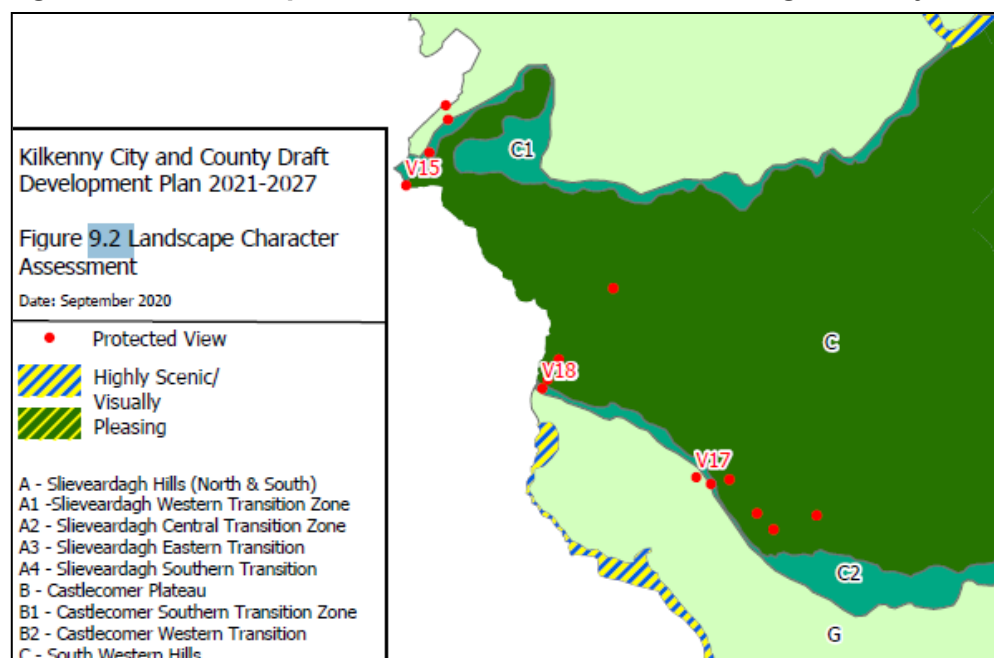 Kilkenny City and County Draft
Development Plan 2021-2027
Figure 9.2 Landscape Character
Assessment
Date: September 2020
Protected View
Highly Scenic/
Visually
Pleasing
A - Slieveardagh Hills (North & South)
A1 -Slieveardagh Western Transition Zone
A2 - Slieveardagh Central Transition Zone
A3 - Slieveardagh Eastern Transition
A4 - Slieveardagh Southern Transition
B - Castlecomer Plateau
B1 - Castlecomer Southern Transition Zone
B2 - Castlecomer Western Transition
C - South Western Hills
C1
V15
C
V18
V17
C2
G